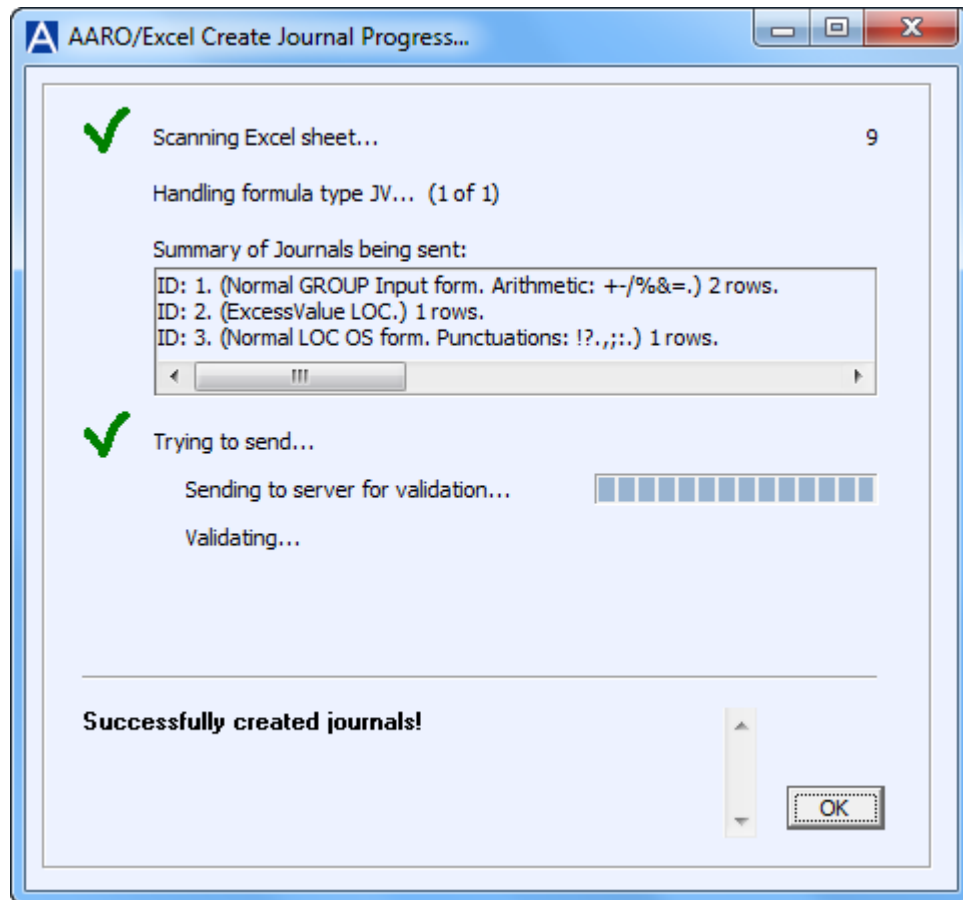 AARO/Excel Create Journal Progress...
Scanning Excel sheet... 9
Handling formula type JV... (1 of 1)
Summary of Journals being sent:
ID: 1. (Normal GROUP Input form. Arithmetic: +-/%&=.) 2 rows.
ID: 2. (ExcessValue LOC.) 1 rows.
ID: 3. (Normal LOC OS form. Punctuations: !?.,;:.) 1 rows.
Trying to send...
Sending to server for validation...
Validating...
Successfully created journals!
OK